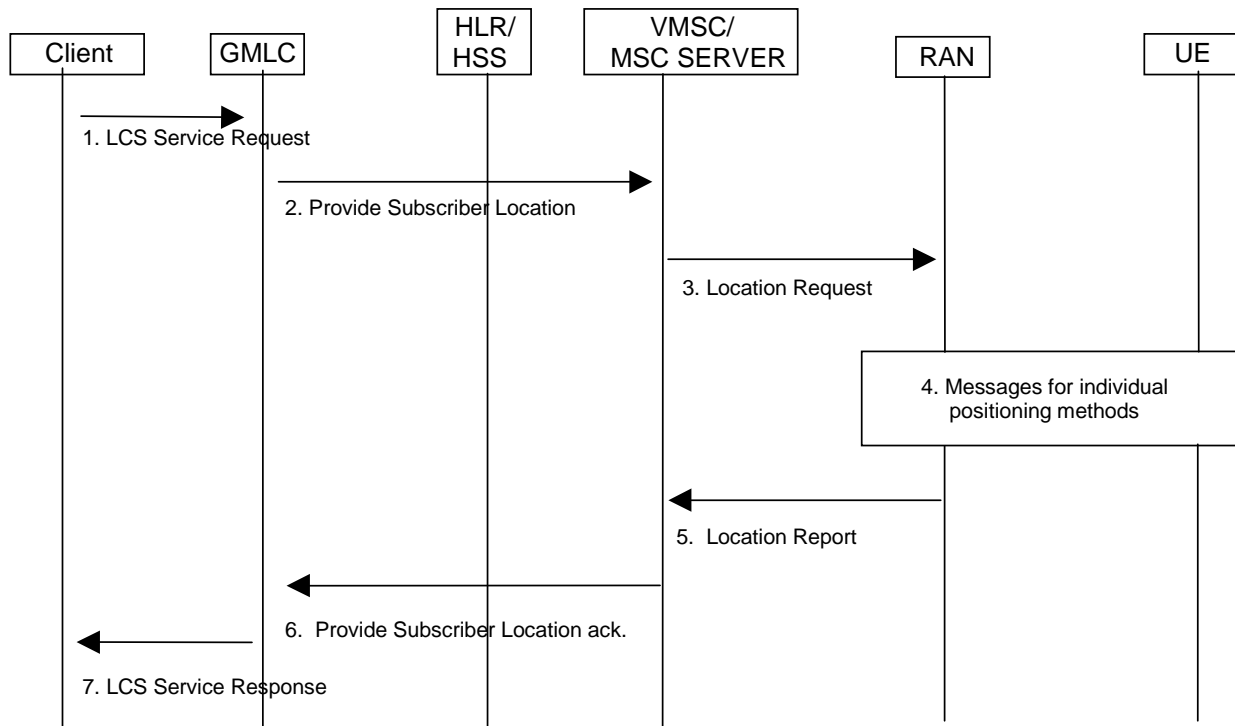 Client
GMLC
HLR/
HSS
VMSC/
MSC SERVER
RAN
UE
1. LCS Service Request
2. Provide Subscriber Location
3. Location Request
4. Messages for individual
positioning methods
5. Location Report
6. Provide Subscriber Location ack.
7. LCS Service Response